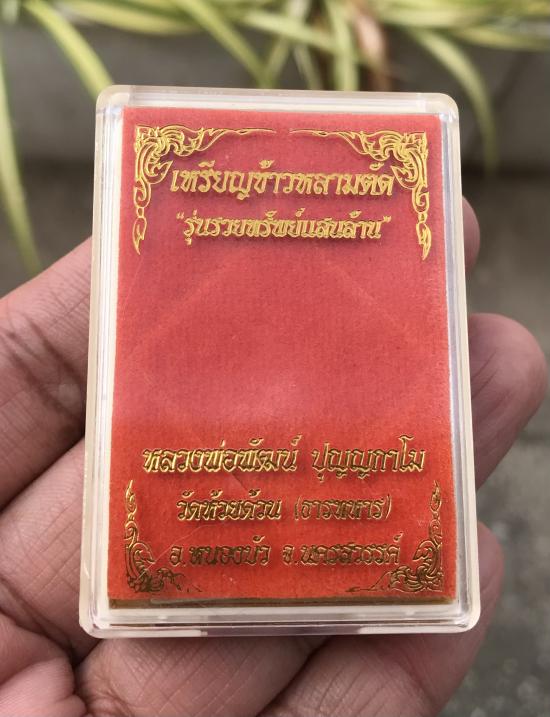 เหรียญข้าวหลามตัด
"รุ่นรวยทรัพย์แสนล้าน"
หลวงพ่อพัฒน์ ปุญญกาโม
วัดห้วยด้วน (ธารทหาร)
อ.หนองบัว จ.นครสวรรค์